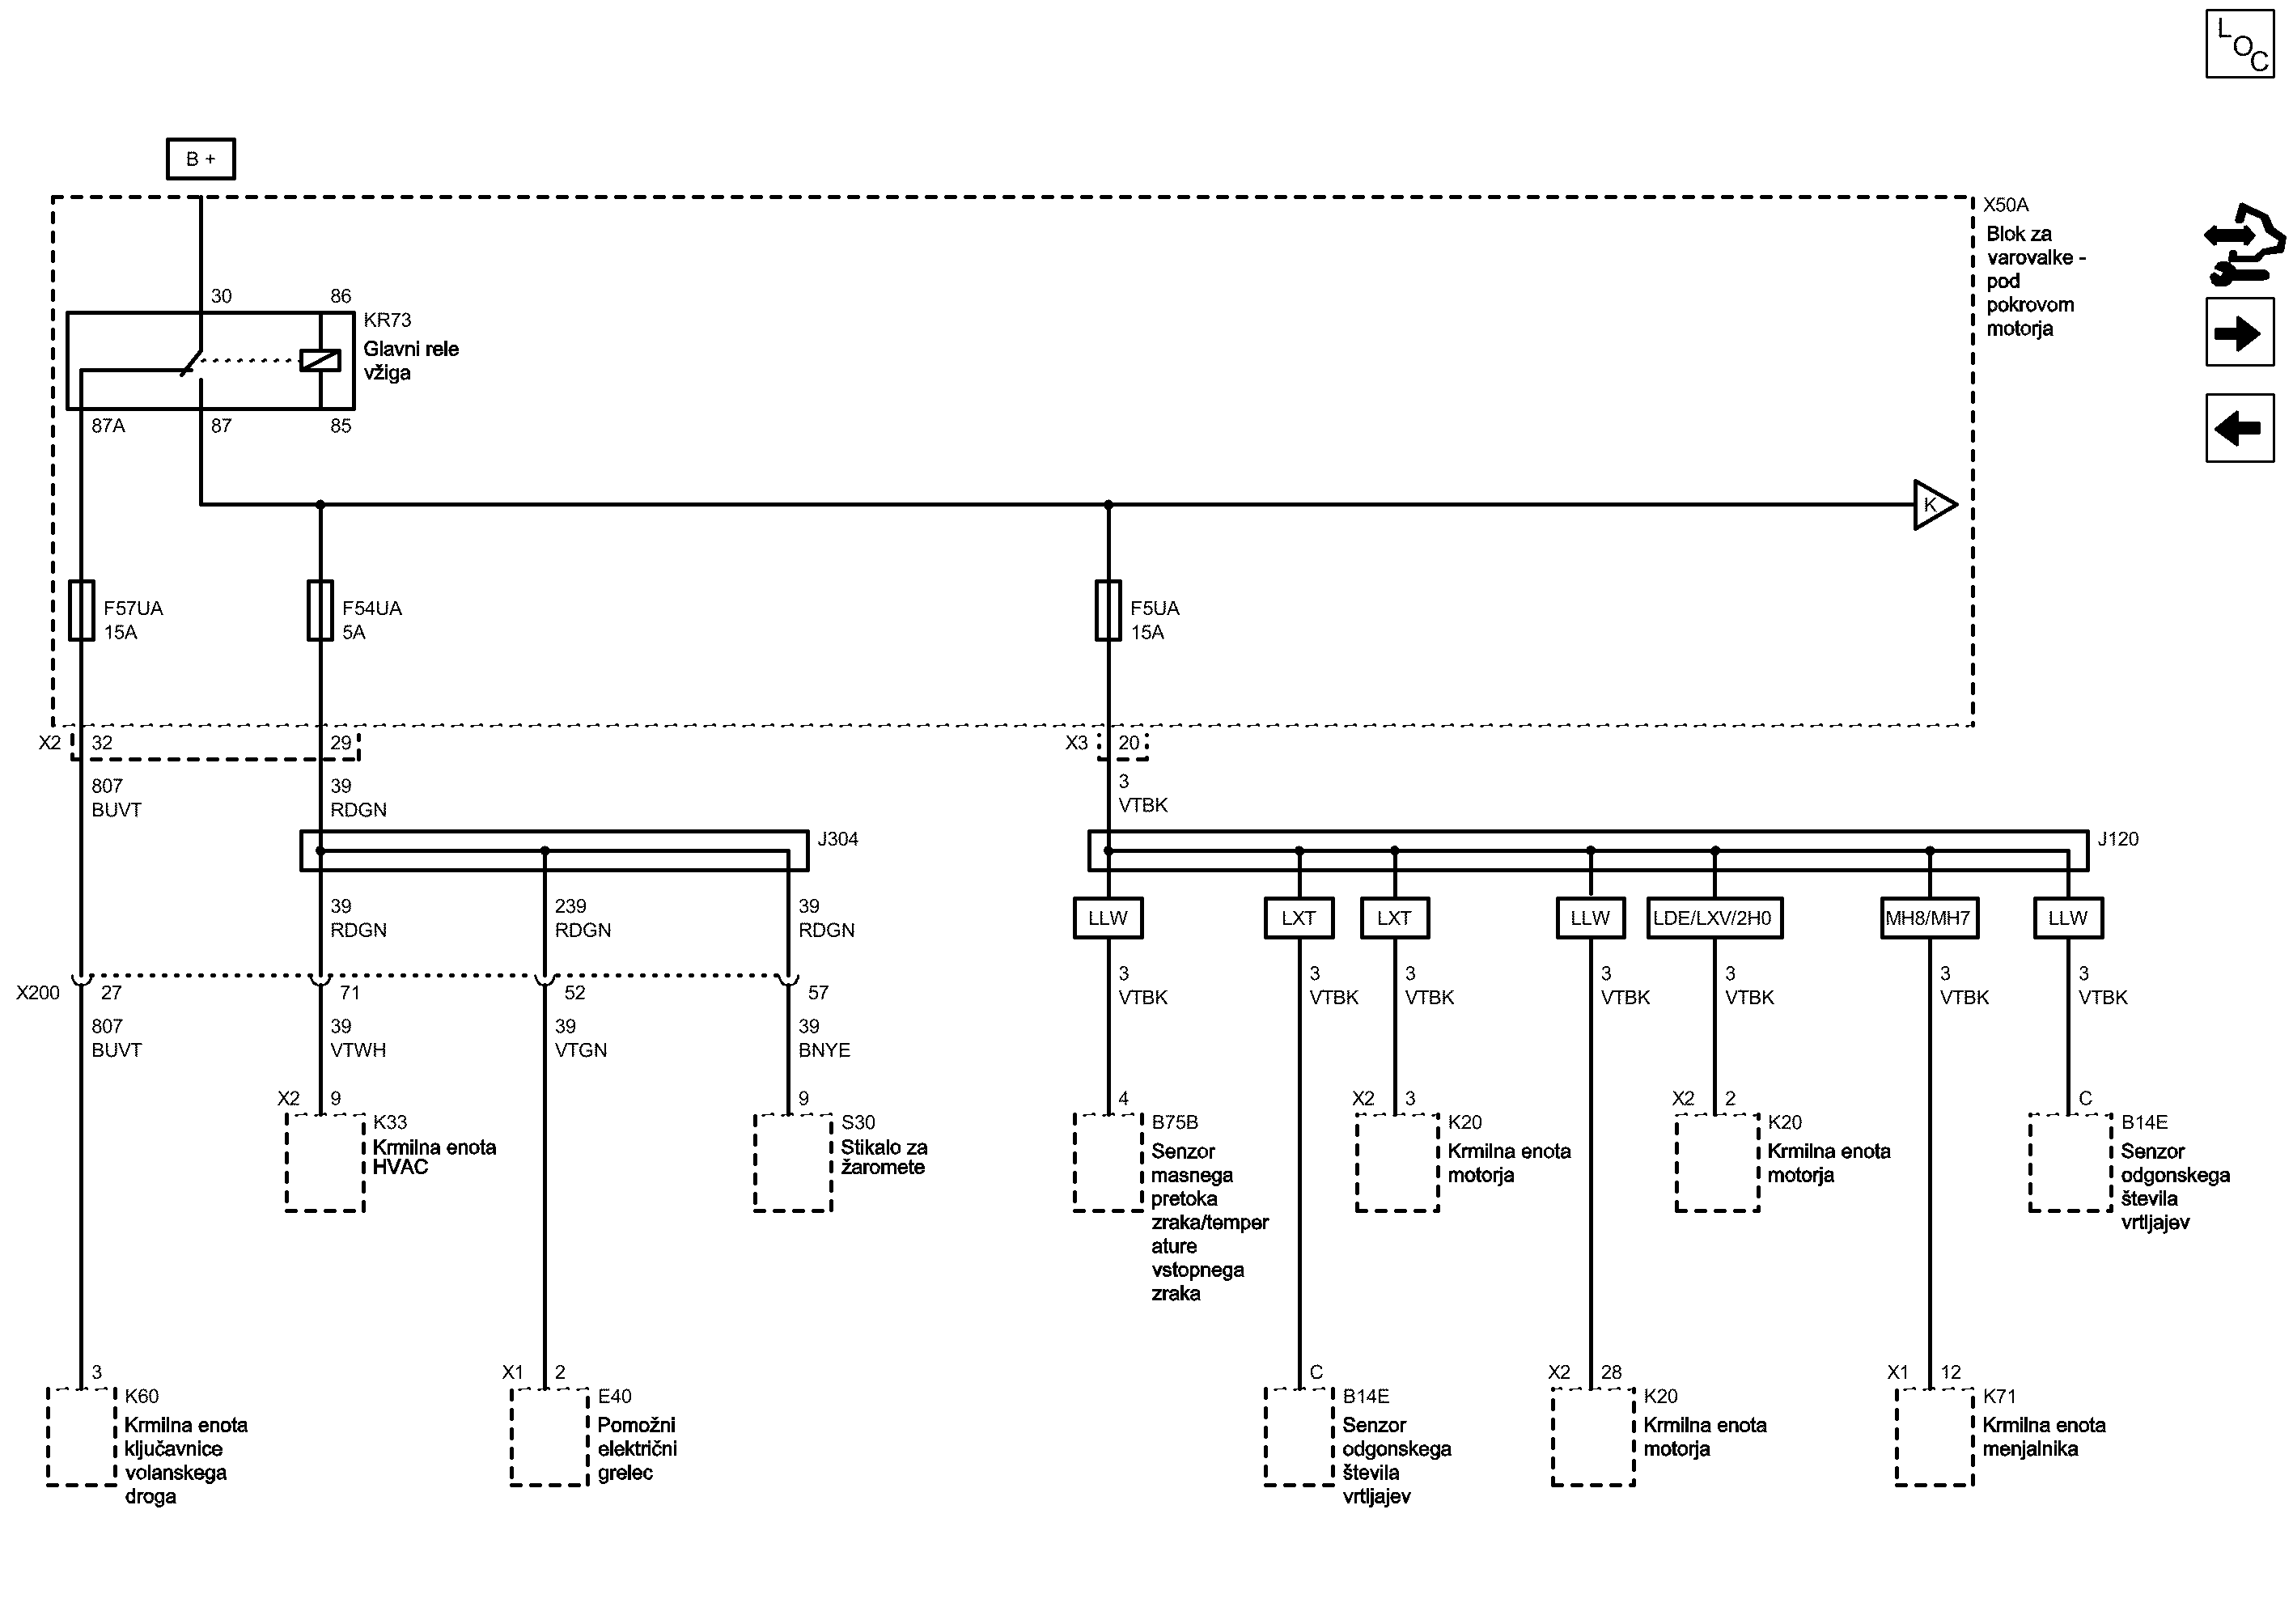 L
O
C
B +
X50A
Blok za
varovalke -
pod
pokrovom
motorja
30
86
KR73
Glavni rele
vžiga
87A
87
85
K
F57UA
15A
F54UA
5A
F5UA
15A
X2
32
29
X3
20
807
BUVT
39
RDGN
3
VTBK
J304
J120
39
RDGN
239
RDGN
39
RDGN
LLW
LXT
LXT
LLW
LDE/LXV/2H0
MH8/MH7
LLW
3
VTBK
3
VTBK
3
VTBK
3
VTBK
3
VTBK
3
VTBK
3
VTBK
X200
27
71
52
57
807
BUVT
39
VTWH
39
VTGN
39
BNYE
X2
9
K33
Krmilna enota
HVAC
9
S30
Stikalo za
žaromete
4
B75B
Senzor
masnega
pretoka
zraka/temper
ature
vstopnega
zraka
X2
3
K20
Krmilna enota
motorja
X2
2
K20
Krmilna enota
motorja
C
B14E
Senzor
odgonskega
števila
vrtljajev
3
K60
Krmilna enota
ključavnice
volanskega
droga
X1
2
E40
Pomožni
električni
grelec
C
B14E
Senzor
odgonskega
števila
vrtljajev
X2
28
K20
Krmilna enota
motorja
X1
12
K71
Krmilna enota
menjalnika